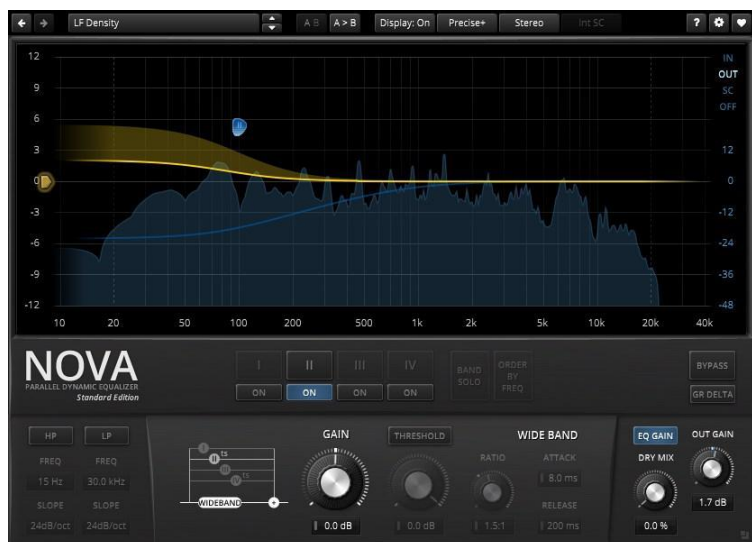 LF Density A B A > B Display: On Precise+ Stereo Int SC ?
12 IN
9 OUT
SC
6 OFF
3 12
0 0
-3 -12
-6 -24
-9 -36
-12 -48
10 20 50 100 200 500 1k 2k 5k 10k 20k 40k
NOVA
PARALLEL DYNAMIC EQUALIZER
Standard Edition
I II III IV
ON ON ON ON
BAND SOLO
ORDER BY FREQ
BYPASS
GR DELTA
HP LP
FREQ FREQ
15 Hz 30.0 kHz
SLOPE SLOPE
24dB/oct 24dB/oct
I
II ts
III
IV ts
WIDEBAND +
GAIN
0.0 dB
THRESHOLD
0.0 dB
WIDE BAND
RATIO ATTACK
8.0 ms
RELEASE
1.5:1 200 ms
EQ GAIN OUT GAIN
DRY MIX
1.7 dB
0.0 %